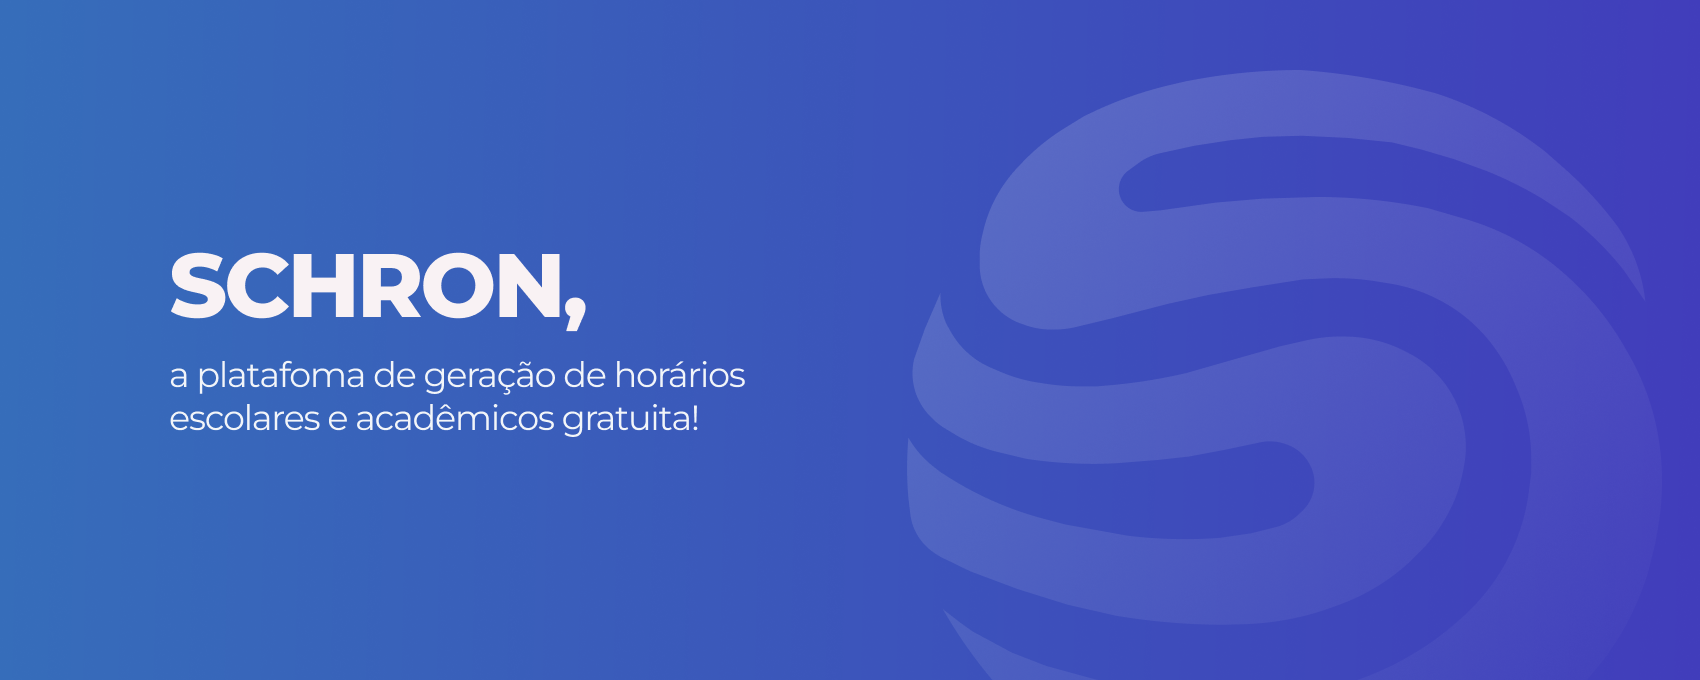 SCHRON,
a platafoma de geração de horários
escolares e acadêmicos gratuita!